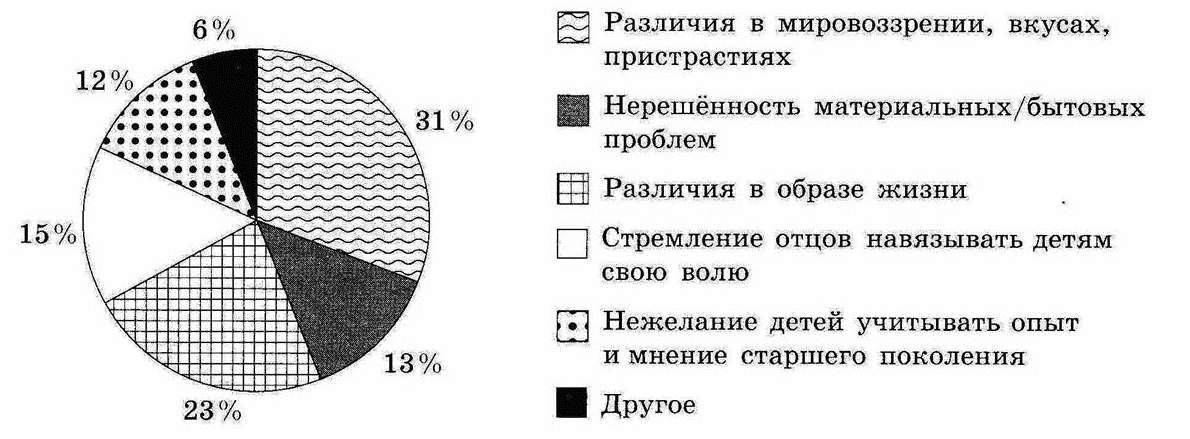 6%
12%
31%
15%
13%
23%
Различия в мировоззрении, вкусах,
пристрастиях
Нерешённость материальных/бытовых
проблем
Различия в образе жизни
Стремление отцов навязывать детям
свою волю
Нежелание детей учитывать опыт
и мнение старшего поколения
Другое